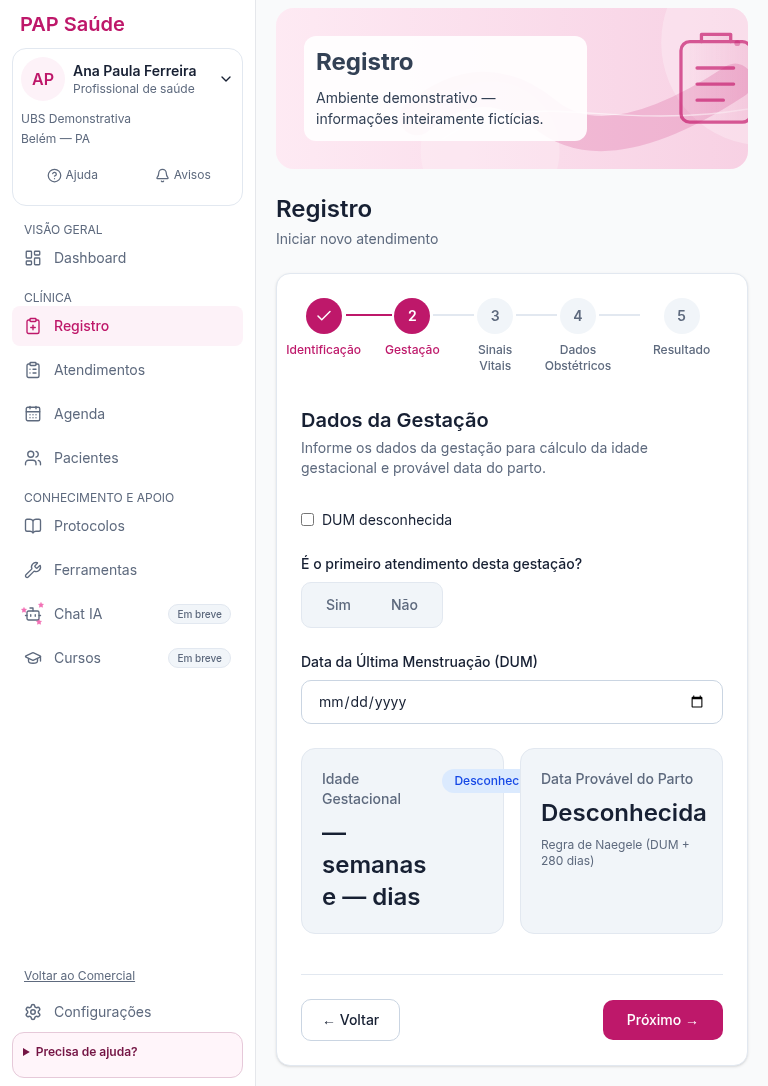 PAP Saúde
AP
Ana Paula Ferreira
Profissional de saúde
UBS Demonstrativa
Belém — PA
Ajuda
Avisos
VISÃO GERAL
Dashboard
CLÍNICA
Registro
Atendimentos
Agenda
Pacientes
CONHECIMENTO E APOIO
Protocolos
Ferramentas
Chat IA
Em breve
Cursos
Em breve
Voltar ao Comercial
Configurações
Precisa de ajuda?
Registro
Ambiente demonstrativo —
informações inteiramente fictícias.
Registro
Iniciar novo atendimento
2
3
4
5
Identificação
Gestação
Sinais
Vitais
Dados
Obstétricos
Resultado
Dados da Gestação
Informe os dados da gestação para cálculo da idade
gestacional e provável data do parto.
DUM desconhecida
É o primeiro atendimento desta gestação?
Sim
Não
Data da Última Menstruação (DUM)
mm/dd/yyyy
Idade
Gestacional
Desconhec
—
semanas
e — dias
Data Provável do Parto
Desconhecida
Regra de Naegele (DUM +
280 dias)
← Voltar
Próximo →